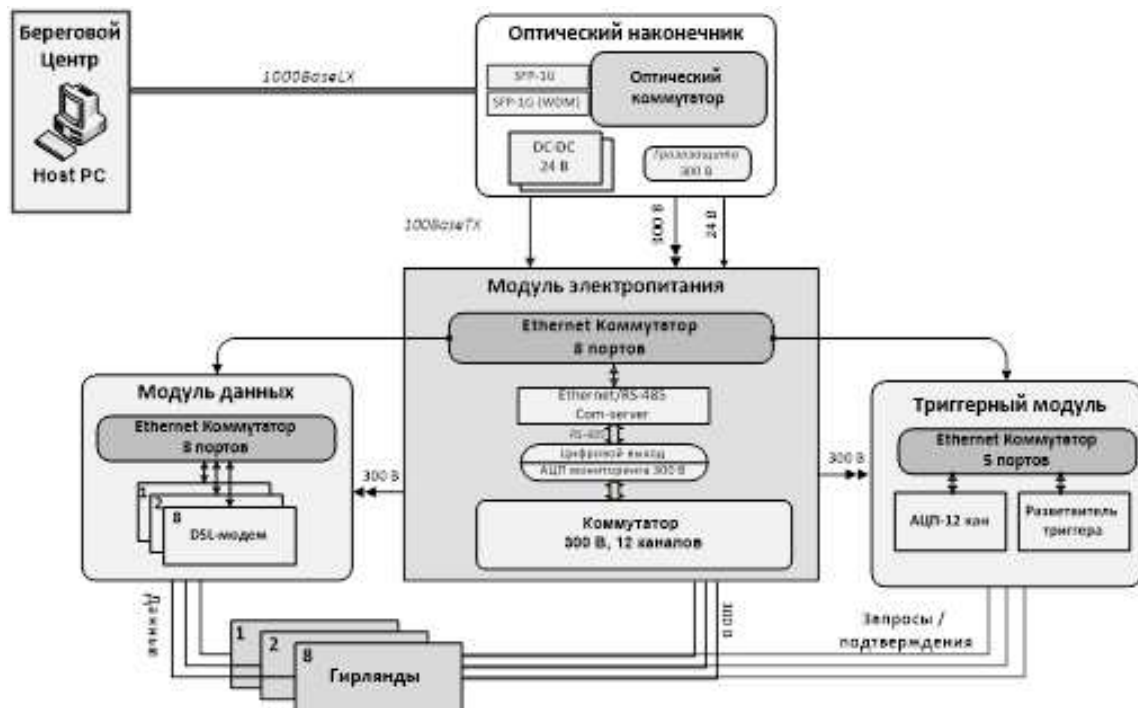 Береговой
Центр
Host PC
1000BaseLX
Оптический наконечник
SFP-1G
SFP-1G (WDM)
Оптический
коммутатор
DC-DC
24 В
Грозозащита
300 В
100BaseTX
300 В
24 В
Модуль электропитания
Ethernet Коммутатор
8 портов
Ethernet/RS-485
Com-server
RS-485
Цифровой выход
АЦП мониторинга 300 В
Коммутатор
300 В, 12 каналов
Модуль данных
Ethernet Коммутатор
8 портов
1
2
8
DSL-модем
300 В
300 В
Триггерный модуль
Ethernet Коммутатор
5 портов
АЦП-12 кан
Разветвитель
триггера
Данные
300 В
Запросы /
подтверждения
1
2
8
Гирлянды